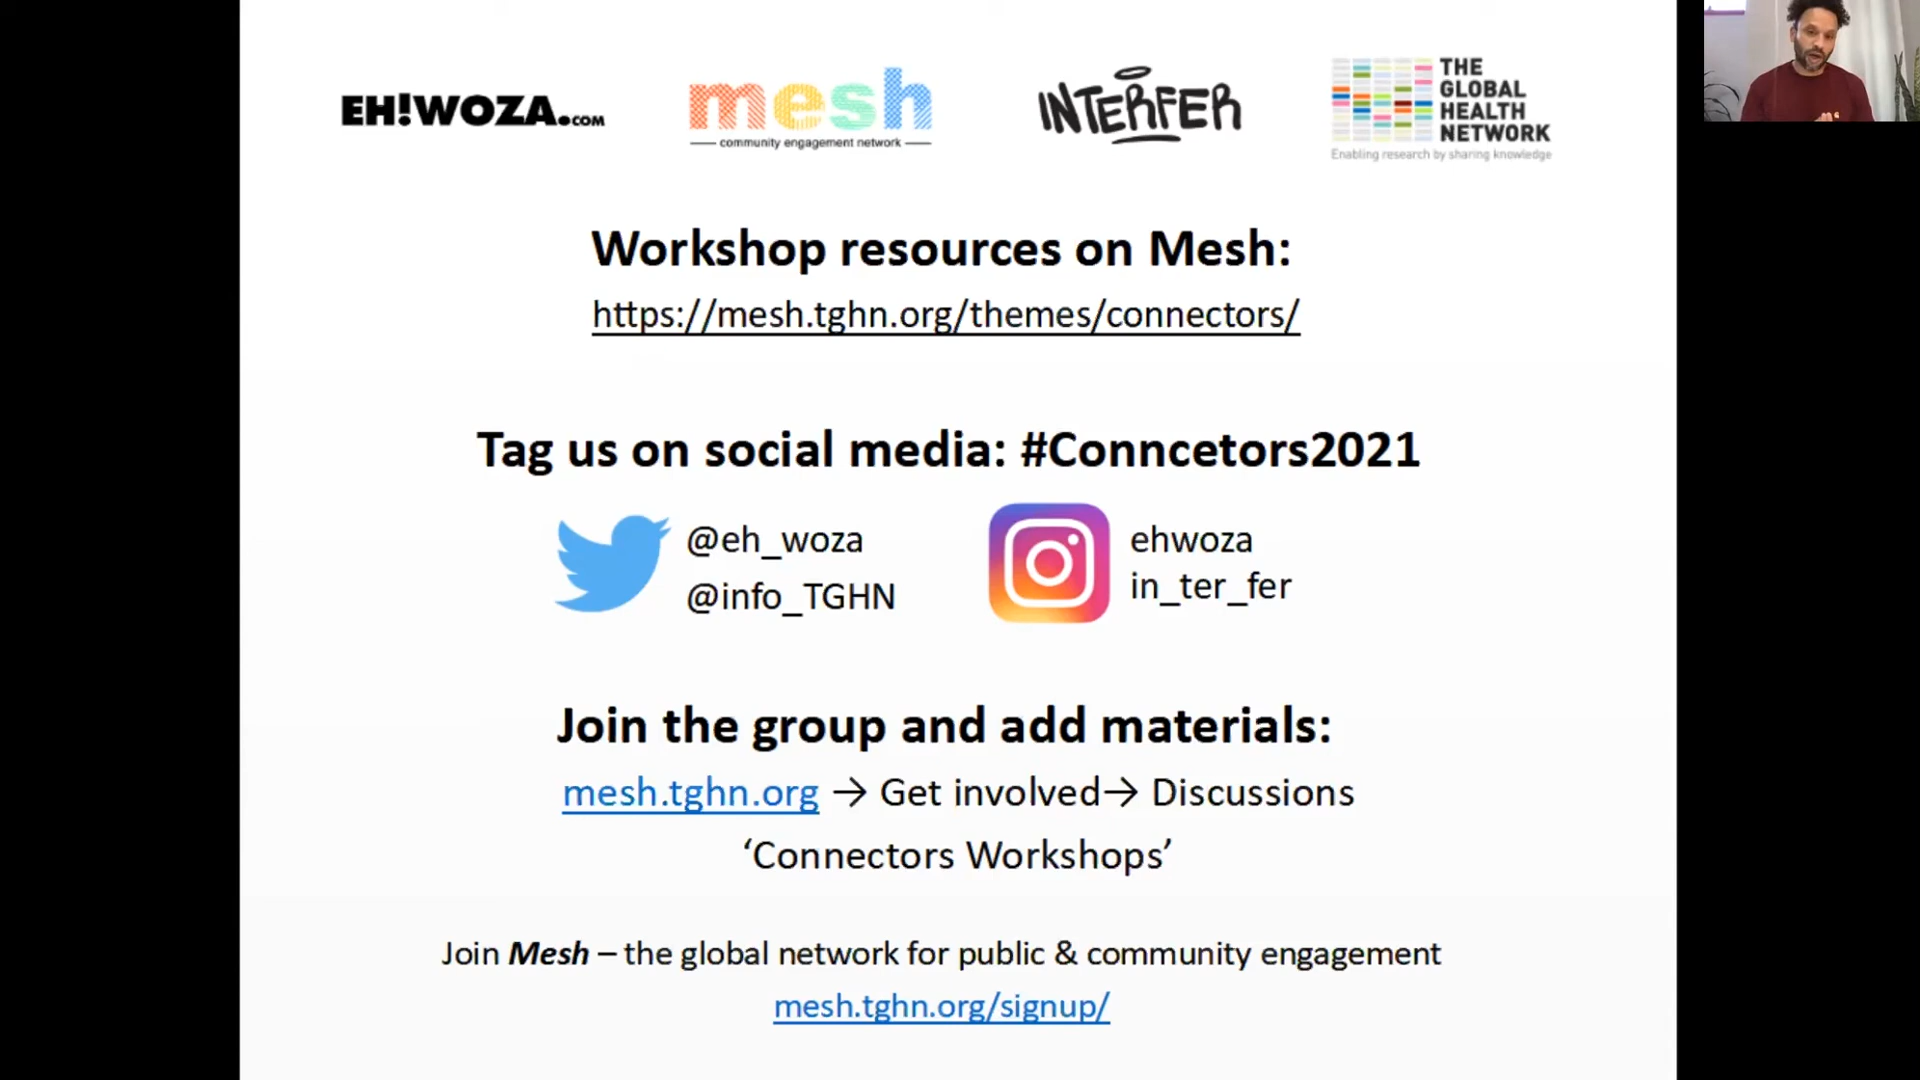 EH!WOZA.COM
mesh
community engagement network
INTERFER
THE
GLOBAL
HEALTH
NETWORK
Enabling research by sharing knowledge
Workshop resources on Mesh:
https://mesh.tghn.org/themes/connectors/
Tag us on social media: #Conncetors2021
@eh_woza
@info_TGHN
ehwoza
in_ter_fer
Join the group and add materials:
mesh.tghn.org → Get involved→ Discussions
‘Connectors Workshops’
Join Mesh – the global network for public & community engagement
mesh.tghn.org/signup/